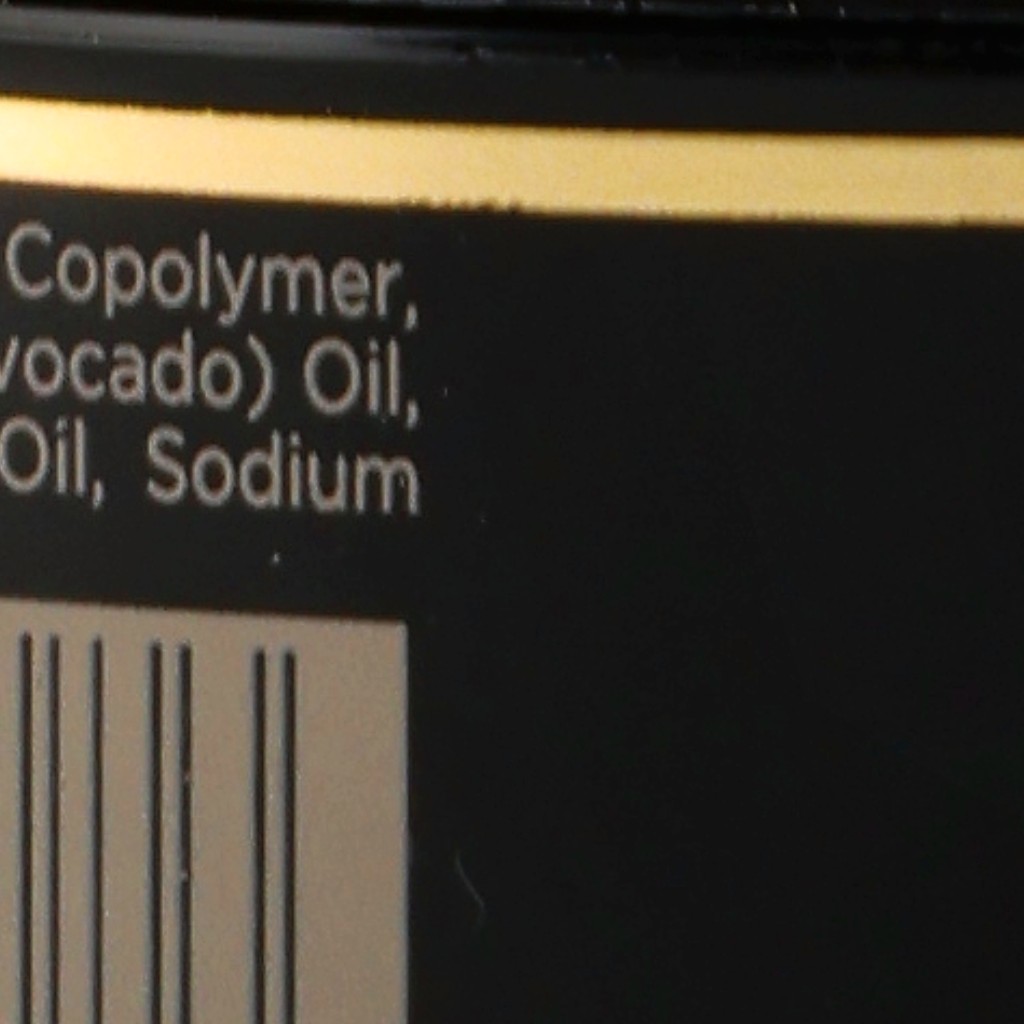 Copolymer,
vocado) Oil,
Oil, Sodium